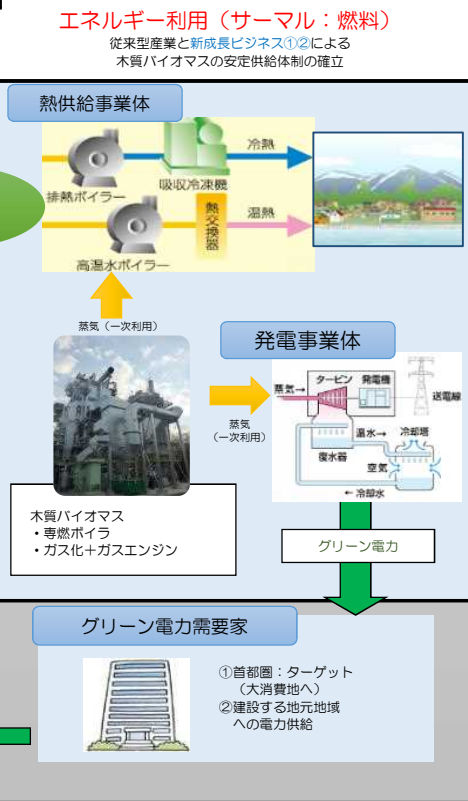 エネルギー利用（サーマル：燃料）
従来型産業と新成長ビジネス①②による
木質バイオマスの安定供給体制の確立
熱供給事業体
冷熱
吸収冷凍機
排熱ボイラー
熱交換器
温熱
高温水ボイラー
蒸気（一次利用）
発電事業体
タービン 発電機
蒸気→
送電線
蒸気
（一次利用）
温水→ 冷却塔
復水器
空気
← 冷却水
木質バイオマス
・専燃ボイラ
・ガス化＋ガスエンジン
グリーン電力
グリーン電力需要家
①首都圏：ターゲット
（大消費地へ）
②建設する地元地域
への電力供給